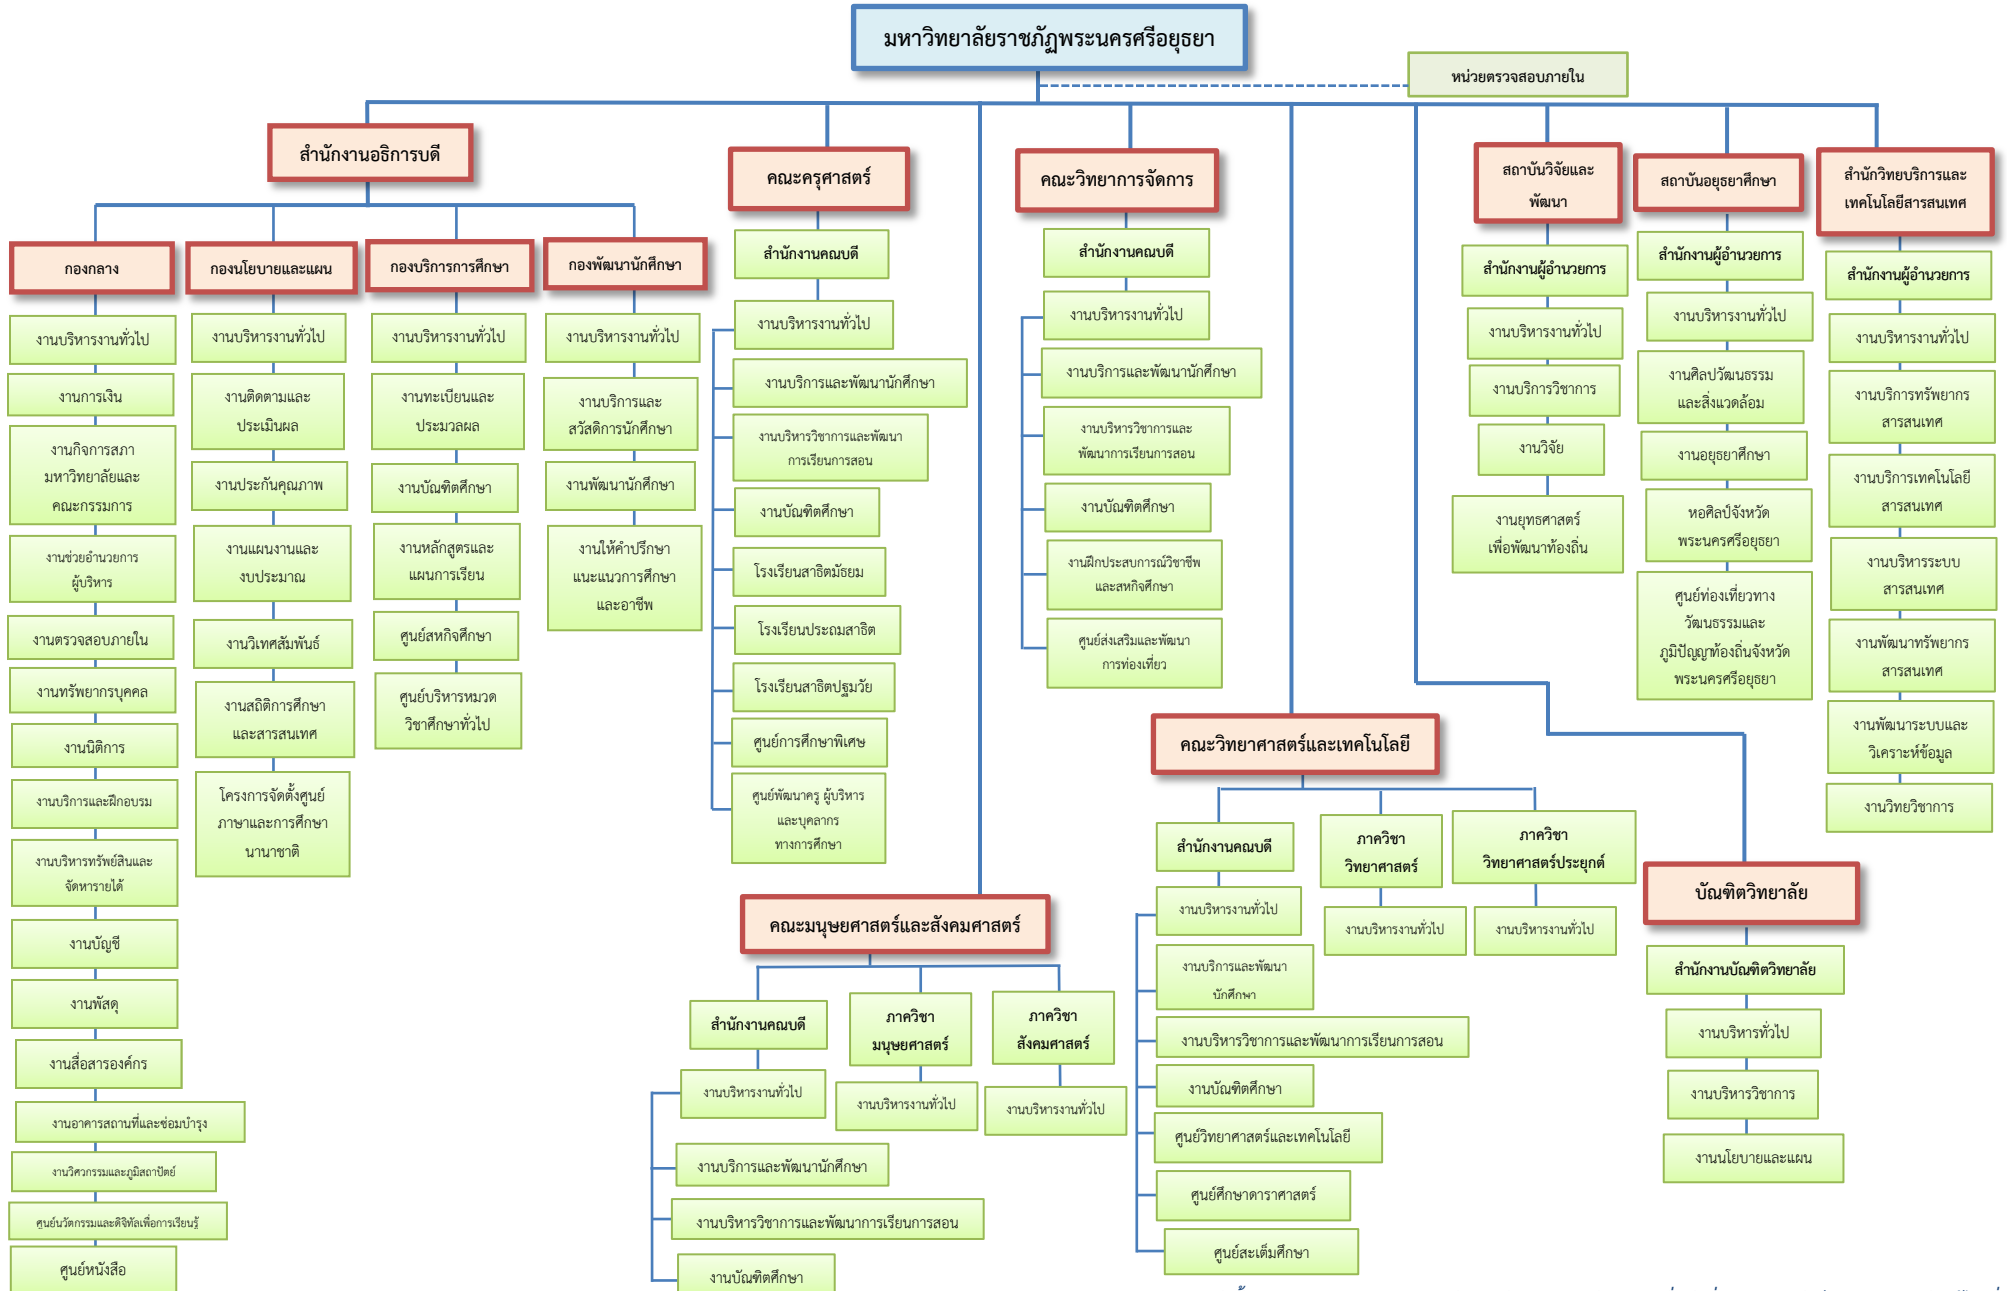 มหาวิทยาลัยราชภัฏพระนครศรีอยุธยา
หน่วยตรวจสอบภายใน
สำนักงานอธิการบดี
กองกลาง
งานบริหารงานทั่วไป
งานการเงิน
งานกิจการสภา
มหาวิทยาลัยและ
คณะกรรมการ
งานช่วยอำนวยการ
ผู้บริหาร
งานตรวจสอบภายใน
งานทรัพยากรบุคคล
งานนิติการ
งานบริการและฝึกอบรม
งานบริหารทรัพย์สินและ
จัดหารายได้
งานบัญชี
งานพัสดุ
งานสื่อสารองค์กร
งานอาคารสถานที่และซ่อมบำรุง
งานวิศวกรรมและภูมิสถาปัตย์
ศูนย์นวัตกรรมและดิจิทัลเพื่อการเรียนรู้
ศูนย์หนังสือ
กองนโยบายและแผน
งานบริหารงานทั่วไป
งานติดตามและ
ประเมินผล
งานประกันคุณภาพ
งานแผนงานและ
งบประมาณ
งานวิเทศสัมพันธ์
งานสถิติการศึกษา
และสารสนเทศ
โครงการจัดตั้งศูนย์
ภาษาและการศึกษา
นานาชาติ
กองบริการการศึกษา
งานบริหารงานทั่วไป
งานทะเบียนและ
ประมวลผล
งานบัณฑิตศึกษา
งานหลักสูตรและ
แผนการเรียน
ศูนย์สหกิจศึกษา
ศูนย์บริหารหมวด
วิชาศึกษาทั่วไป
กองพัฒนานักศึกษา
งานบริหารงานทั่วไป
งานบริการและ
สวัสดิการนักศึกษา
งานพัฒนานักศึกษา
งานให้คำปรึกษา
แนะแนวการศึกษา
และอาชีพ
คณะครุศาสตร์
สำนักงานคณบดี
งานบริหารงานทั่วไป
งานบริการและพัฒนานักศึกษา
งานบริหารวิชาการและพัฒนา
การเรียนการสอน
งานบัณฑิตศึกษา
โรงเรียนสาธิตมัธยม
โรงเรียนประถมสาธิต
โรงเรียนสาธิตปฐมวัย
ศูนย์การศึกษาพิเศษ
ศูนย์พัฒนาครู ผู้บริหาร
และบุคลากร
ทางการศึกษา
คณะมนุษยศาสตร์และสังคมศาสตร์
สำนักงานคณบดี
งานบริหารงานทั่วไป
งานบริการและพัฒนานักศึกษา
งานบริหารวิชาการและพัฒนาการเรียนการสอน
งานบัณฑิตศึกษา
ภาควิชา
มนุษยศาสตร์
งานบริหารงานทั่วไป
ภาควิชา
สังคมศาสตร์
งานบริหารงานทั่วไป
คณะวิทยาการจัดการ
สำนักงานคณบดี
งานบริหารงานทั่วไป
งานบริการและพัฒนานักศึกษา
งานบริหารวิชาการและ
พัฒนาการเรียนการสอน
งานบัณฑิตศึกษา
งานฝึกประสบการณ์วิชาชีพ
และสหกิจศึกษา
ศูนย์ส่งเสริมและพัฒนา
การท่องเที่ยว
คณะวิทยาศาสตร์และเทคโนโลยี
สำนักงานคณบดี
งานบริหารงานทั่วไป
งานบริการและพัฒนา
นักศึกษา
งานบริหารวิชาการและพัฒนาการเรียนการสอน
งานบัณฑิตศึกษา
ศูนย์วิทยาศาสตร์และเทคโนโลยี
ศูนย์ศึกษาดาราศาสตร์
ศูนย์สะเต็มศึกษา
ภาควิชา
วิทยาศาสตร์
งานบริหารงานทั่วไป
ภาควิชา
วิทยาศาสตร์ประยุกต์
งานบริหารงานทั่วไป
บัณฑิตวิทยาลัย
สำนักงานบัณฑิตวิทยาลัย
งานบริหารทั่วไป
งานบริหารวิชาการ
งานนโยบายและแผน
สถาบันวิจัยและ
พัฒนา
สำนักงานผู้อำนวยการ
งานบริหารงานทั่วไป
งานบริการวิชาการ
งานวิจัย
งานยุทธศาสตร์
เพื่อพัฒนาท้องถิ่น
สถาบันอยุธยาศึกษา
สำนักงานผู้อำนวยการ
งานบริหารงานทั่วไป
งานศิลปวัฒนธรรม
และสิ่งแวดล้อม
งานอยุธยาศึกษา
หอศิลป์จังหวัด
พระนครศรีอยุธยา
ศูนย์ท่องเที่ยวทาง
วัฒนธรรมและ
ภูมิปัญญาท้องถิ่นจังหวัด
พระนครศรีอยุธยา
สำนักวิทยบริการและ
เทคโนโลยีสารสนเทศ
สำนักงานผู้อำนวยการ
งานบริหารงานทั่วไป
งานบริการทรัพยากร
สารสนเทศ
งานบริการเทคโนโลยี
สารสนเทศ
งานบริหารระบบ
สารสนเทศ
งานพัฒนาทรัพยากร
สารสนเทศ
งานพัฒนาระบบและ
วิเคราะห์ข้อมูล
งานวิทยวิชาการ